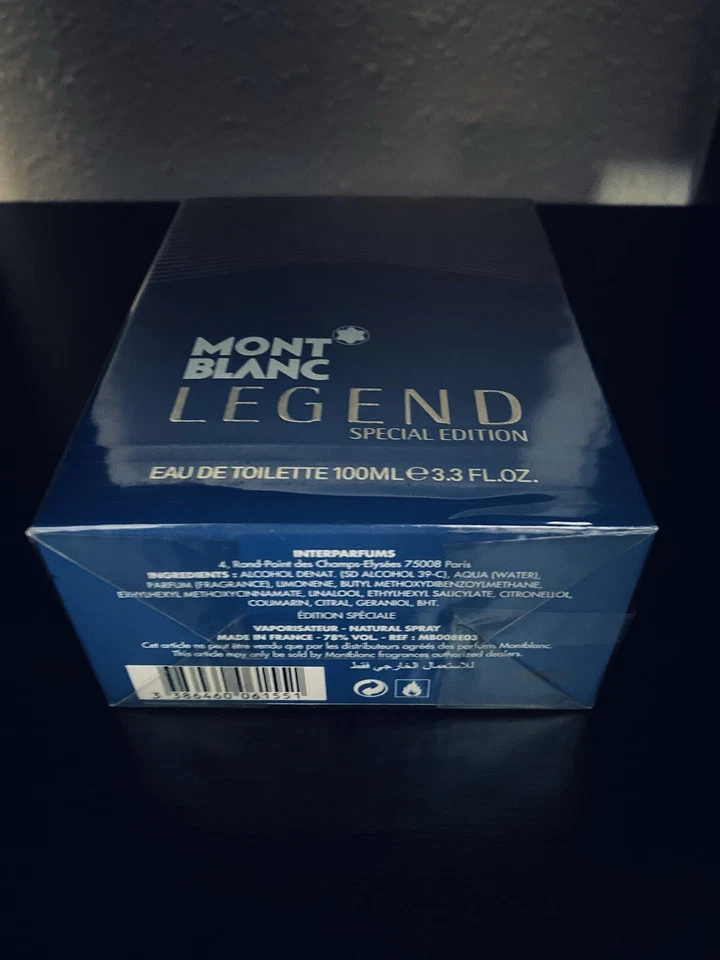 MONT
BLANC
LEGEND
SPECIAL EDITION
EAU DE TOILETTE 100ML ℮ 3.3 FL.OZ.
INTERPARFUMS
4, Rond-Point des Champs-Elysées 75008 Paris
INGREDIENTS : ALCOHOL DENAT. (SD ALCOHOL 39-C), AQUA (WATER),
PARFUM (FRAGRANCE), LIMONENE, BUTYL METHOXYDIBENZOYLMETHANE,
ETHYLHEXYL METHOXYCINNAMATE, LINALOOL, ETHYLHEXYL SALICYLATE, CITRONELLOL,
COUMARIN, CITRAL, GERANIOL, BHT.
ÉDITION SPÉCIALE
VAPORISATEUR - NATURAL SPRAY
MADE IN FRANCE - 78% VOL. - REF : MB008E03
Cet article ne peut être vendu que par les distributeurs agréés des parfums Montblanc.
This article may only be sold by Montblanc fragrances authorized dealers.
للاستعمال الخارجي فقط
3 386460 061551